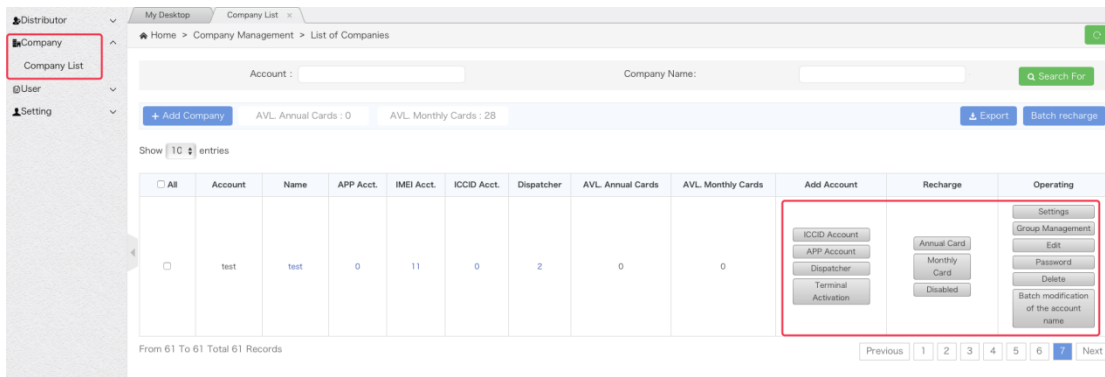 Distributor
Company
Company List
User
Setting
My Desktop
Company List ×
Home > Company Management > List of Companies
Account :
Company Name:
Search For
+ Add Company
AVL. Annual Cards : 0
AVL. Monthly Cards : 28
Export
Batch recharge
Show 10 entries
All
Account
Name
APP Acct.
IMEI Acct.
ICCID Acct.
Dispatcher
AVL. Annual Cards
AVL. Monthly Cards
Add Account
Recharge
Operating
test
test
0
11
0
2
0
0
ICCID Account
APP Account
Dispatcher
Terminal
Activation
Annual Card
Monthly
Card
Disabled
Settings
Group Management
Edit
Password
Delete
Batch modification
of the account
name
From 61 To 61 Total 61 Records
Previous 1 2 3 4 5 6 7 Next